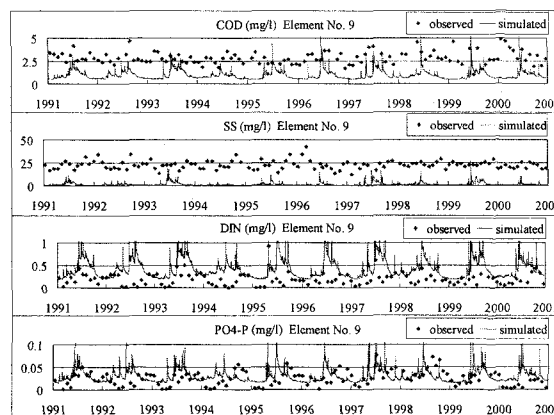 COD (mg/l) Element No. 9
observed simulated
5
2.5
0
1991 1992 1993 1994 1995 1996 1997 1998 1999 2000 200
SS (mg/l) Element No. 9
observed simulated
50
25
0
1991 1992 1993 1994 1995 1996 1997 1998 1999 2000 200
DIN (mg/l) Element No. 9
observed simulated
1
0.5
0
1991 1992 1993 1994 1995 1996 1997 1998 1999 2000 200
PO4-P (mg/l) Element No. 9
observed simulated
0.1
0.05
0
1991 1992 1993 1994 1995 1996 1997 1998 1999 2000 200